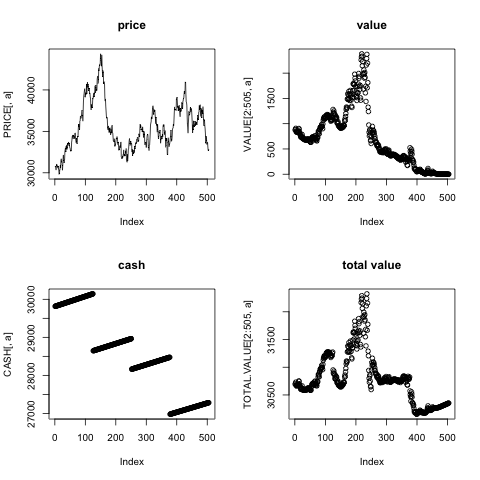 price
value
PRICE[, a]
30000 35000 40000
0 100 200 300 400 500
Index
VALUE[2:505, a]
0 500 1500
0 100 200 300 400 500
Index
cash
total value
CASH[, a]
27000 28000 29000 30000
0 100 200 300 400 500
Index
TOTAL.VALUE[2:505, a]
30500 31500
0 100 200 300 400 500
Index